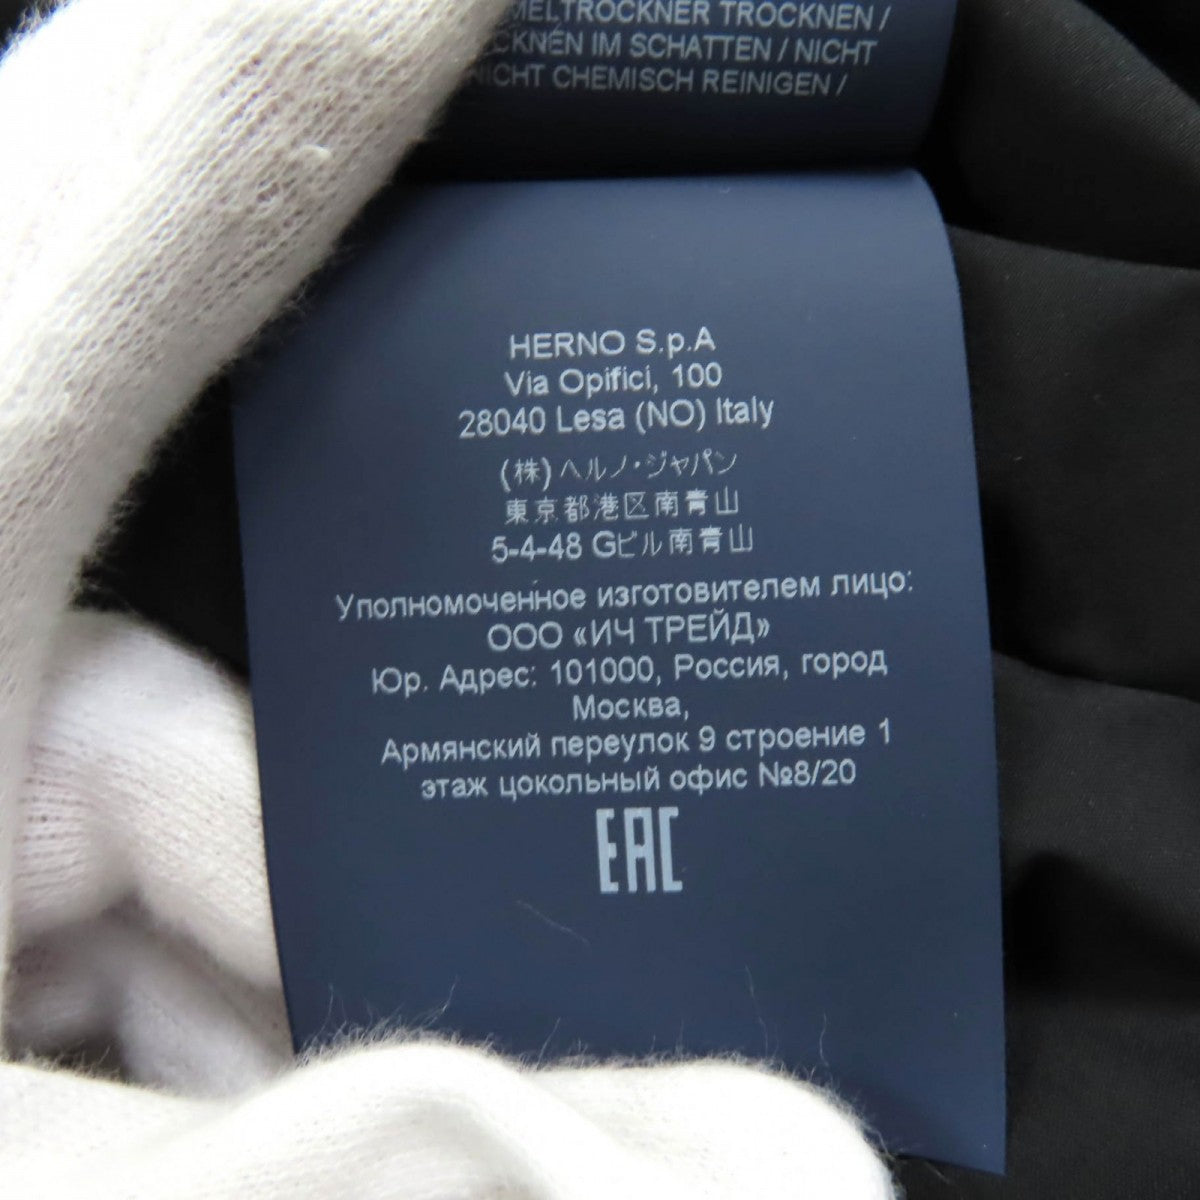 TROCKNEN /
IM SCHATTEN / NICHT
CHEMISCH REINIGEN /
HERNO S.p.A
Via Opifici, 100
28040 Lesa (NO) Italy
(株) ヘルノ・ジャパン
東京都港区南青山
5-4-48 Gビル南青山
Уполномоченное изготовителем лицо:
ООО «ИЧ ТРЕЙД»
Юр. Адрес: 101000, Россия, город
Москва,
Армянский переулок 9 строение 1
этаж цокольный офис №8/20
EAC